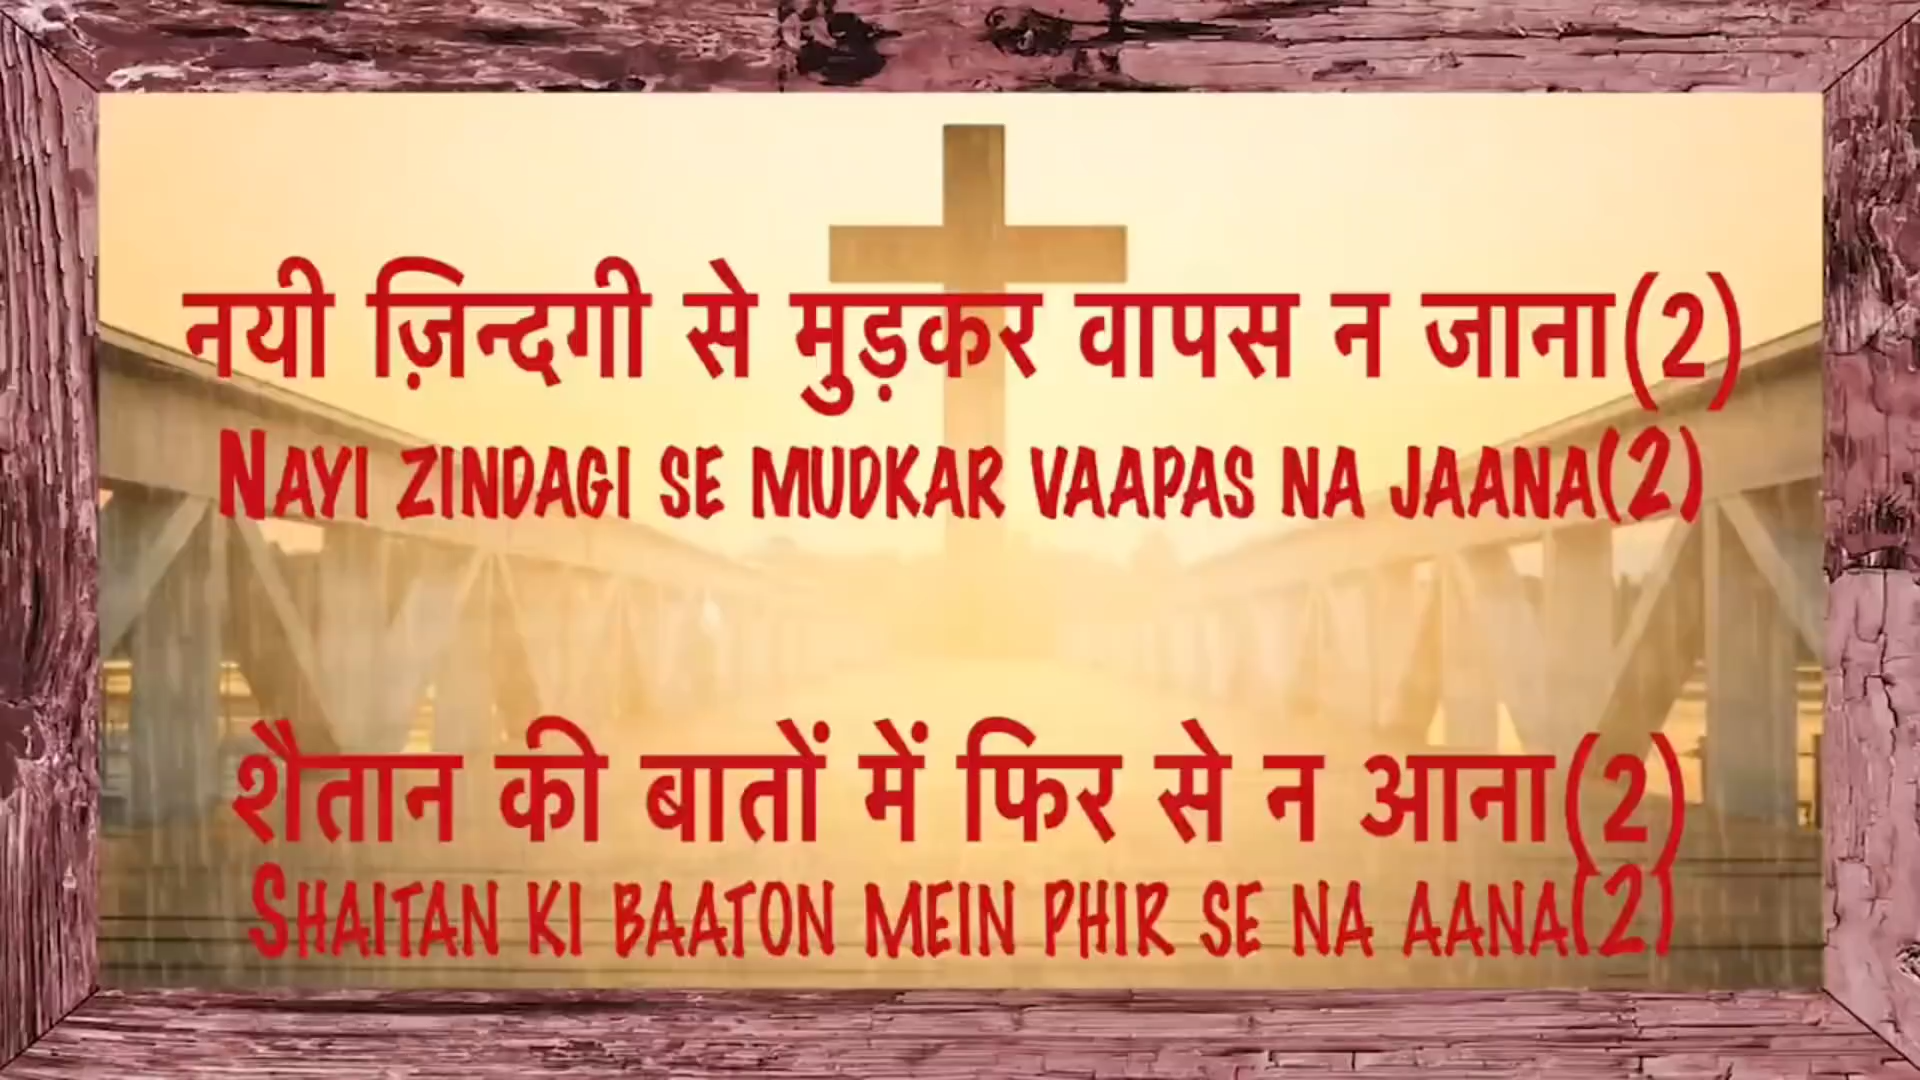 नयी ज़िन्दगी से मुड़कर वापस न जाना(2)
Nayi zindagi se mudkar vaapas na jaana(2)
शैतान की बातों में फिर से न आना(2)
Shaitan ki baaton mein phir se na aana(2)